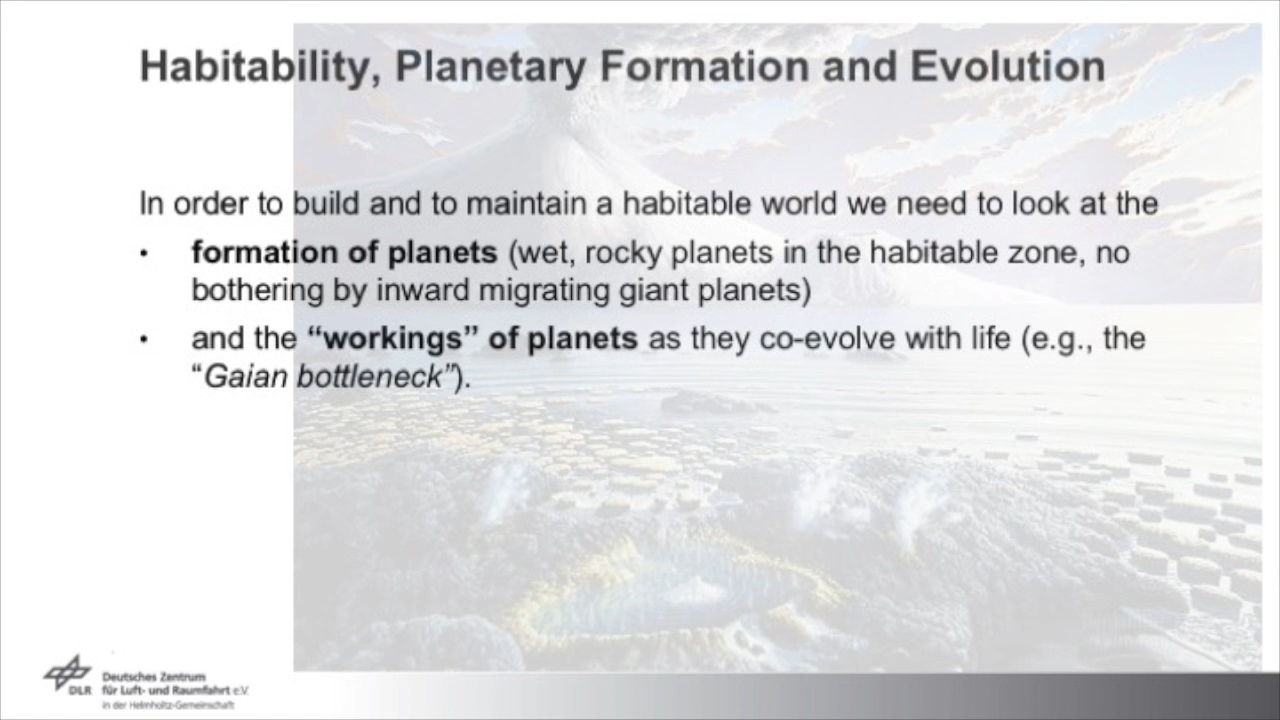 Habitability, Planetary Formation and Evolution
In order to build and to maintain a habitable world we need to look at the
• formation of planets (wet, rocky planets in the habitable zone, no
bothering by inward migrating giant planets)
• and the “workings” of planets as they co-evolve with life (e.g., the
“Gaian bottleneck”).
Deutsches Zentrum
DLR für Luft- und Raumfahrt e.V.
in der Helmholtz-Gemeinschaft